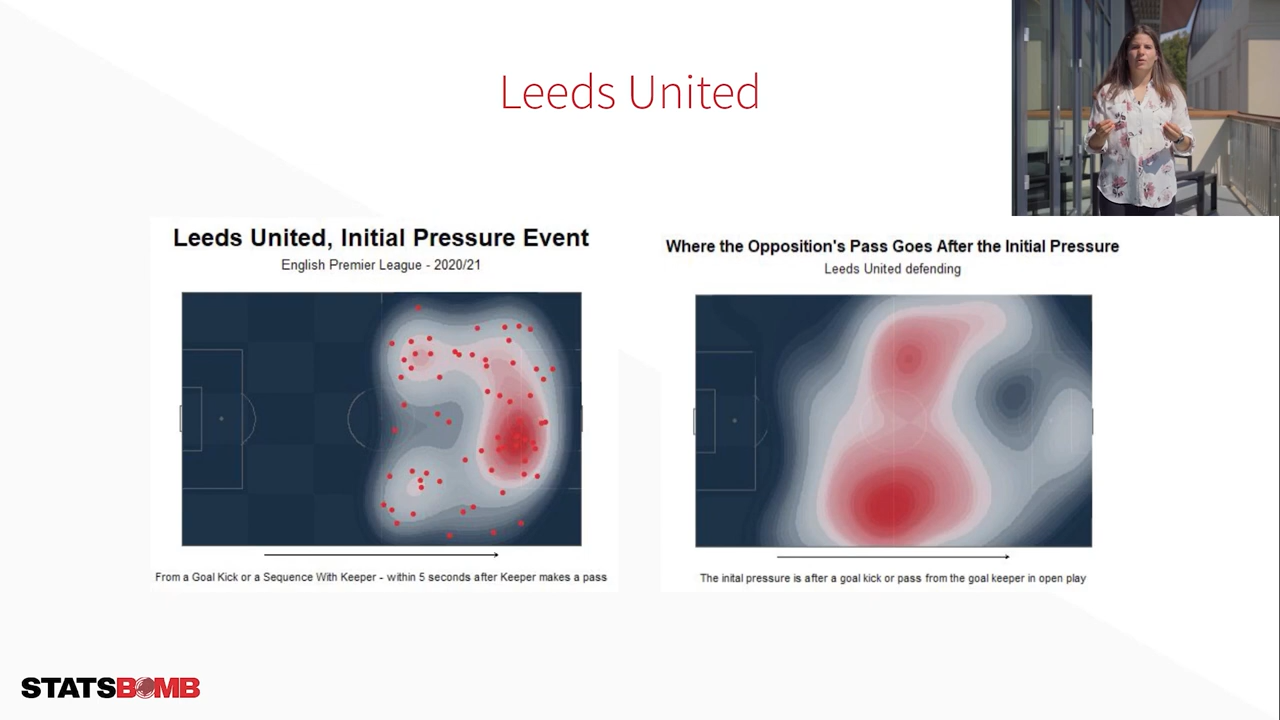 Leeds United
Leeds United, Initial Pressure Event
English Premier League - 2020/21
From a Goal Kick or a Sequence With Keeper - within 5 seconds after Keeper makes a pass
Where the Opposition's Pass Goes After the Initial Pressure
Leeds United defending
The inital pressure is after a goal kick or pass from the goal keeper in open play
STATSBOMB